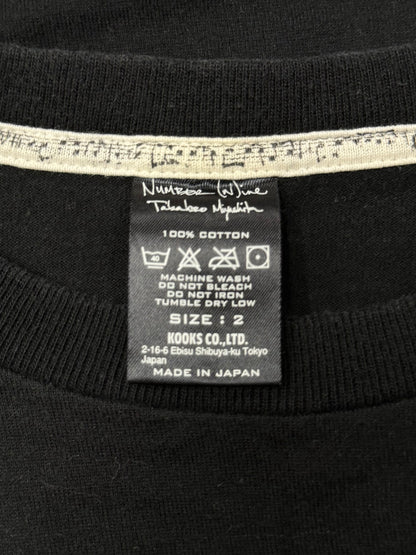 NUMBER (N)ine
Takahiro Miyashita
100% COTTON
40
MACHINE WASH
DO NOT BLEACH
DO NOT IRON
TUMBLE DRY LOW
SIZE : 2
KOOKS CO.,LTD.
2-16-6 Ebisu Shibuya-ku Tokyo
Japan
MADE IN JAPAN